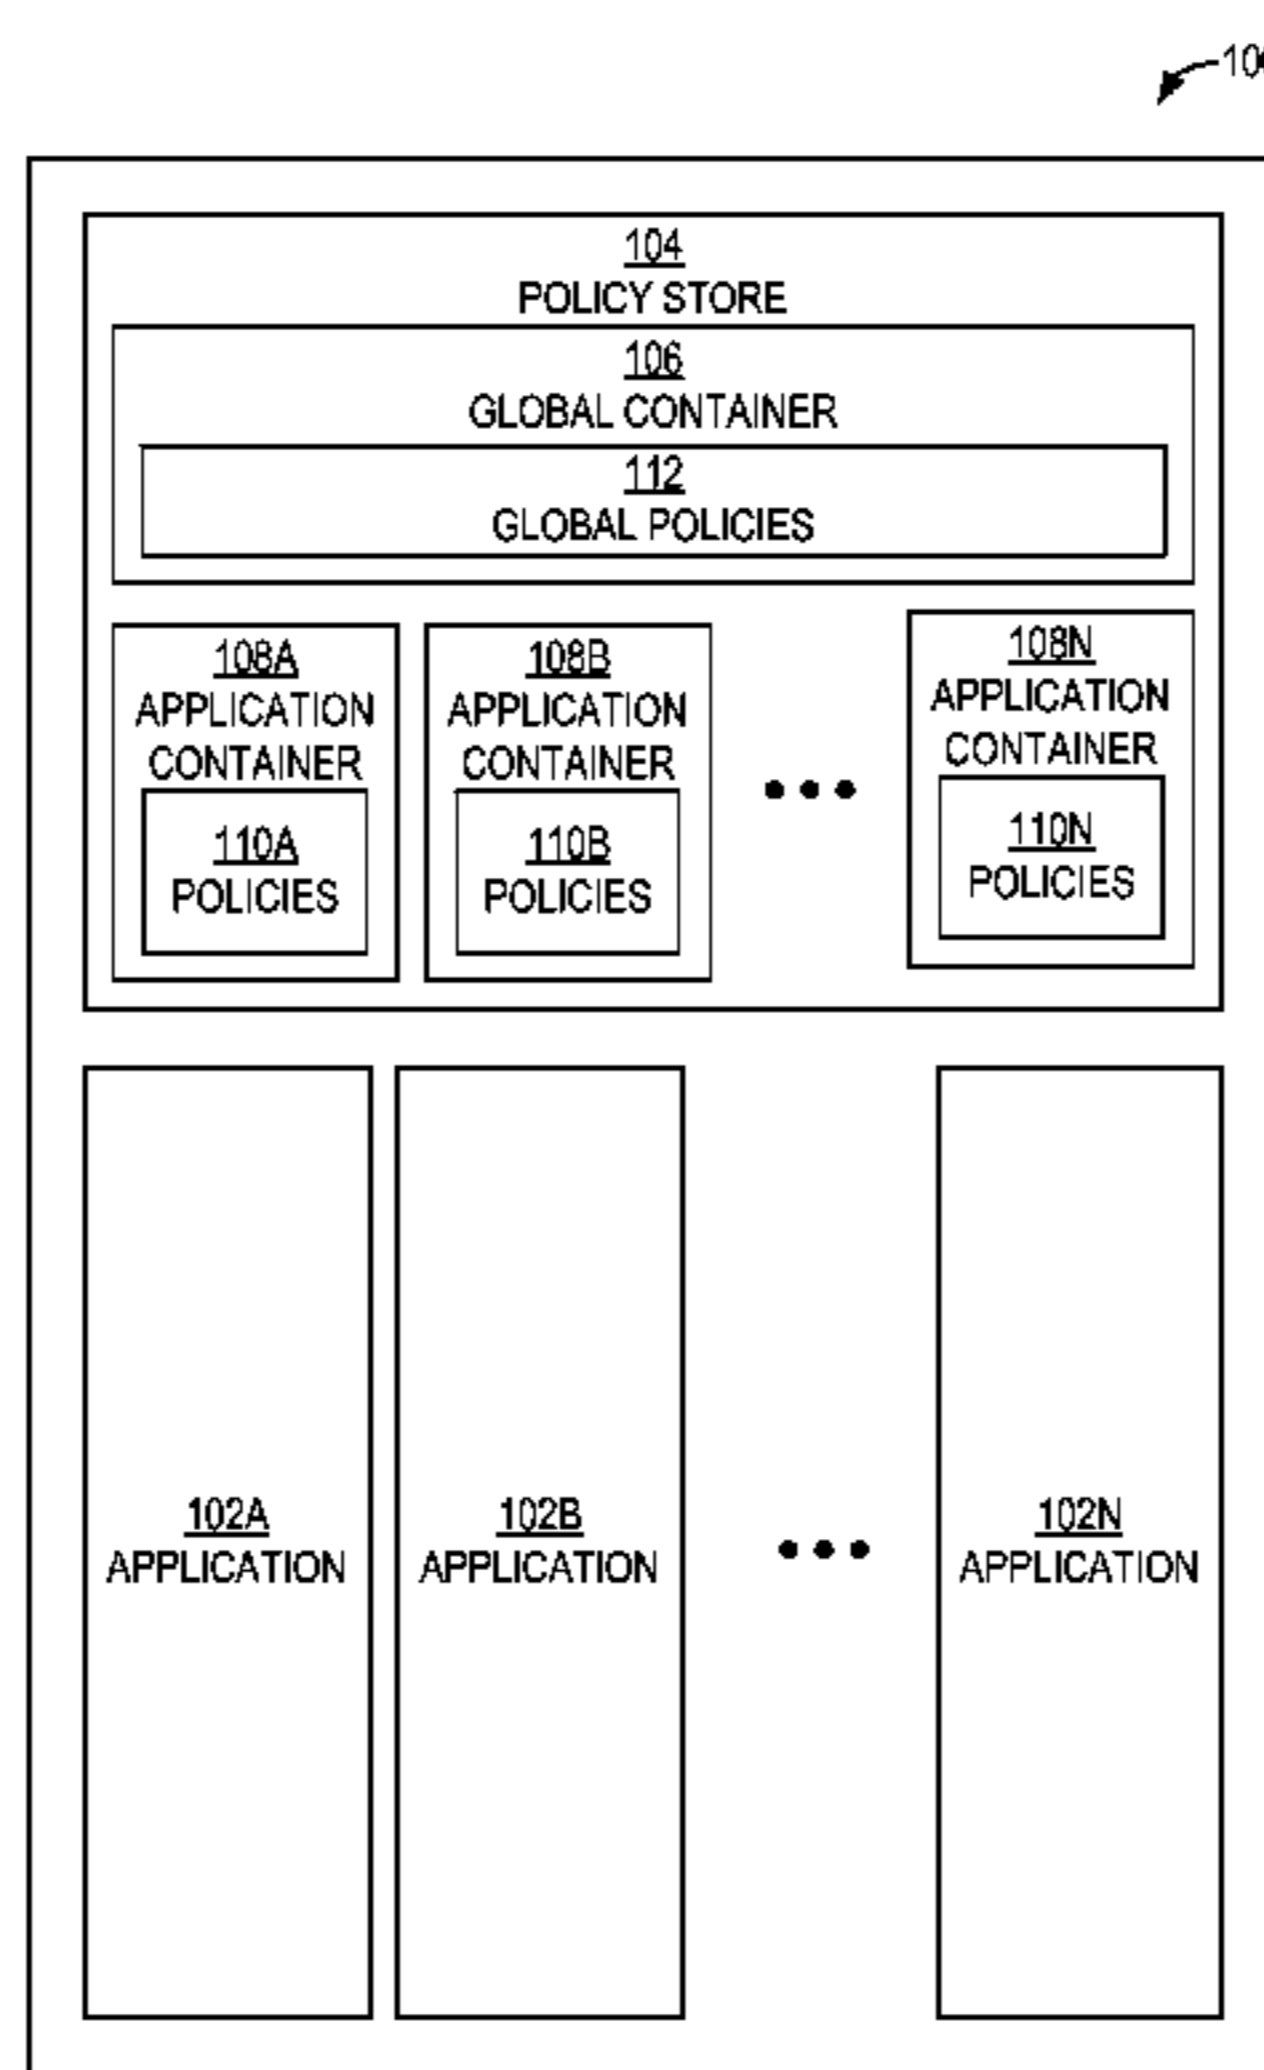 104
POLICY STORE
106
GLOBAL CONTAINER
112
GLOBAL POLICIES
108A
APPLICATION
CONTAINER
110A
POLICIES
108B
APPLICATION
CONTAINER
110B
POLICIES
108N
APPLICATION
CONTAINER
110N
POLICIES
102A
APPLICATION
102B
APPLICATION
102N
APPLICATION